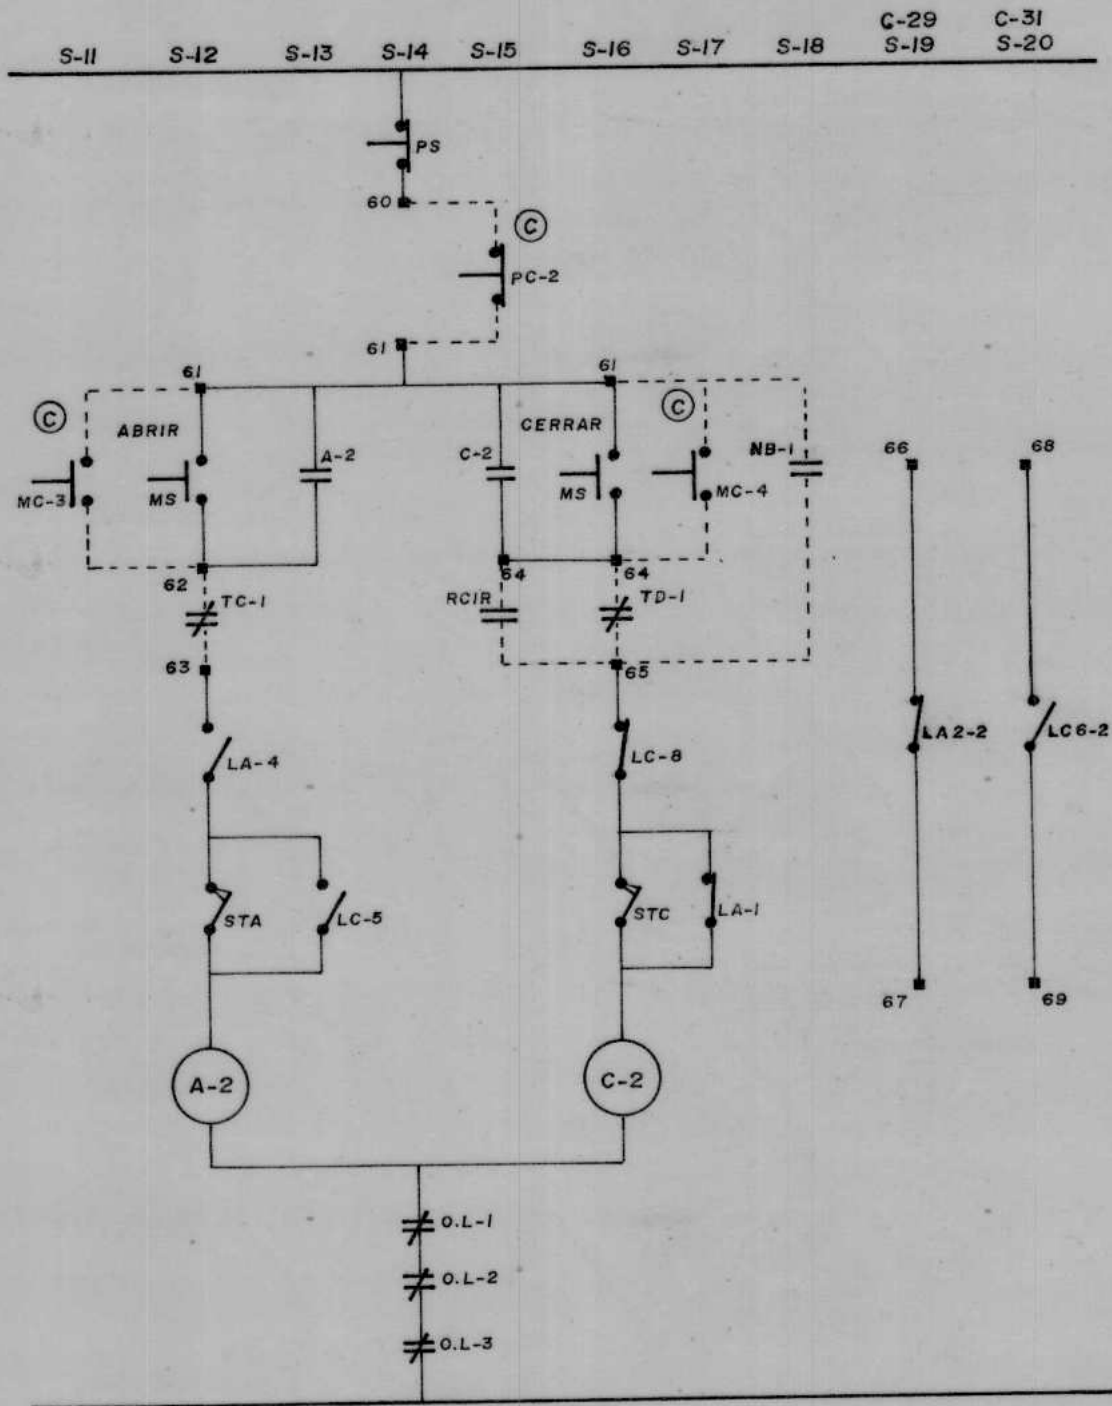 C-29 C-31
S-11 S-12 S-13 S-14 S-15 S-16 S-17 S-18 S-19 S-20
PS
60
C
PC-2
61
61 61
C ABRIR CERRAR C
A-2 C-2 NB-1 66 68
MC-3 MS MS MC-4
62 64 64
TC-1 RCIR TD-1
63 65
LA-4 LC-8 LA2-2 LC6-2
STA LC-5 STC LA-1
67 69
A-2 C-2
O.L-1
O.L-2
O.L-3